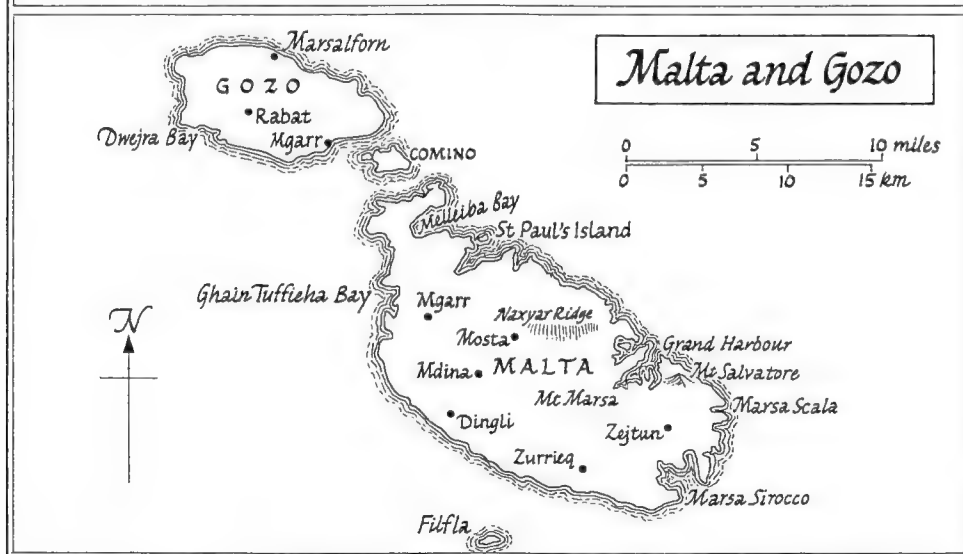 Marsalforn
Malta and Gozo
GOZO
Rabat
Dwejra Bay
Mgarr
COMINO
0 5 10 miles
0 5 10 15 km
Melleiba Bay
St Paul's Island
Ghain Tuffieha Bay
Mgarr
Naxyar Ridge
N
Mosta
Grand Harbour
MALTA
Mt Salvatore
Mdina
Mt Marsa
Marsa Scala
Dingli
Zejtun
Zurrieq
Marsa Sirocco
Filfla